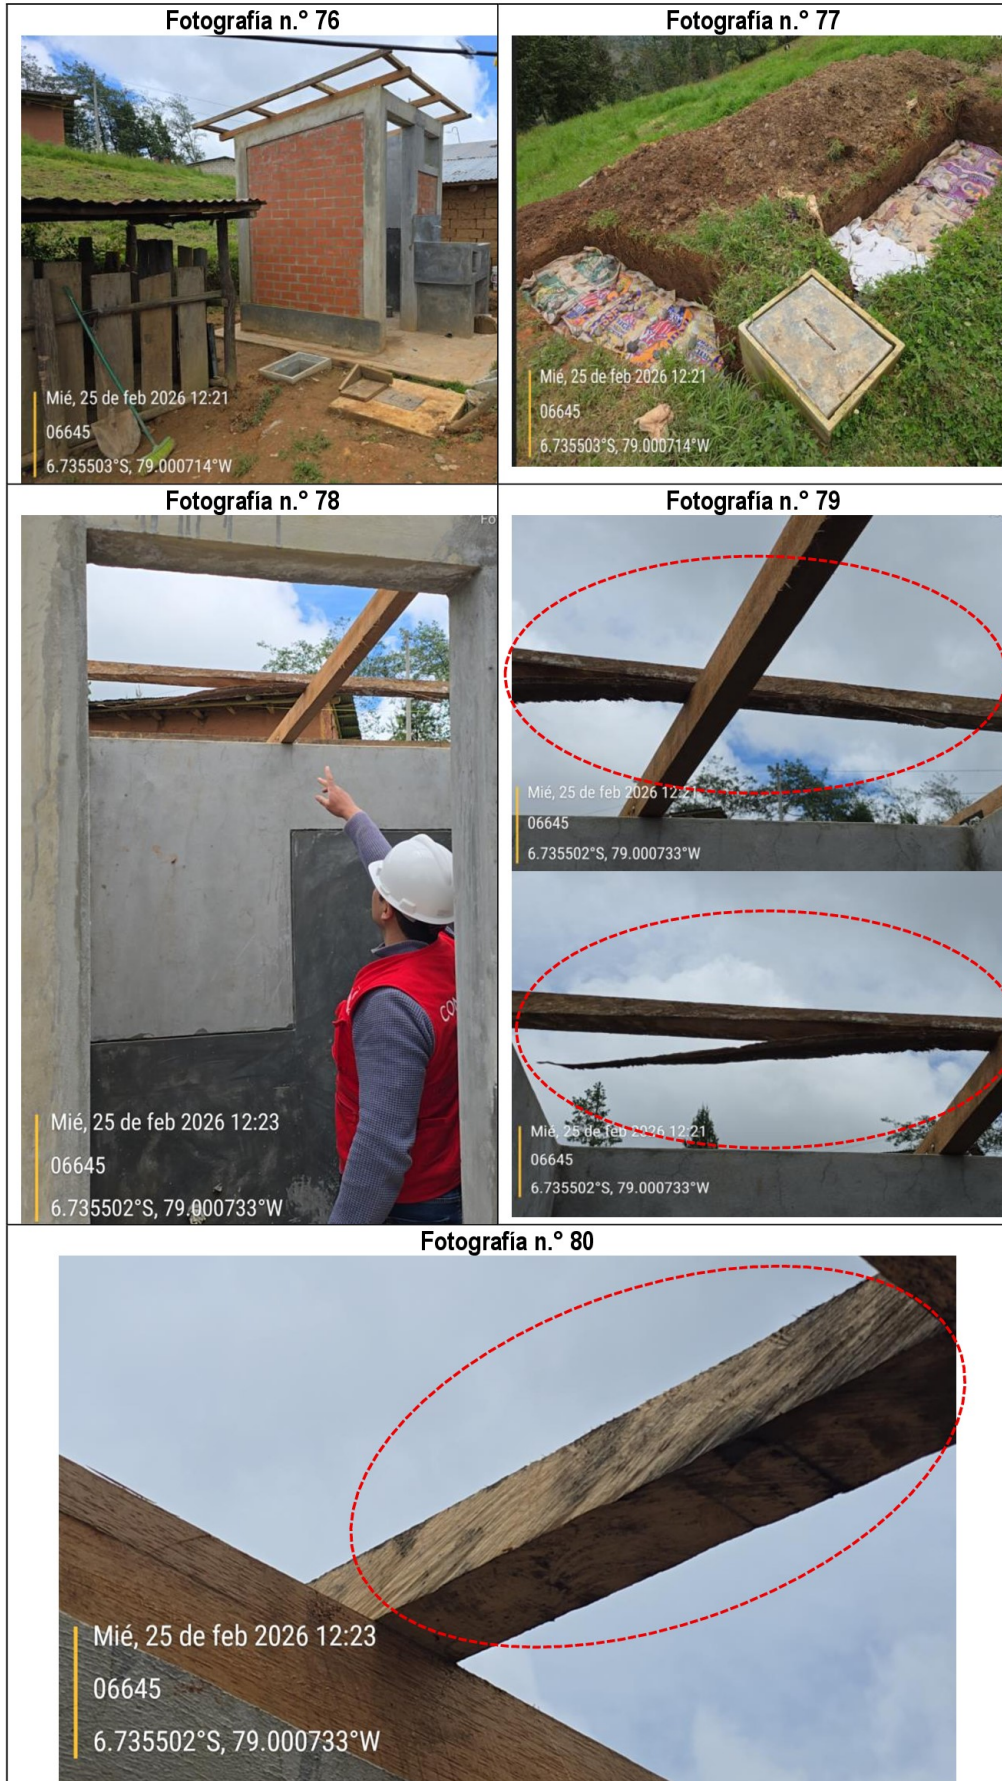 Fotografía n.° 76
Mié, 25 de feb 2026 12:21
06645
6.735503°S, 79.000714°W
Fotografía n.° 77
Mié, 25 de feb 2026 12:21
06645
6.735503°S, 79.000714°W
Fotografía n.° 78
Fo
CON
Mié, 25 de feb 2026 12:23
06645
6.735502°S, 79.000733°W
Fotografía n.° 79
Mié, 25 de feb 2026 12:21
06645
6.735502°S, 79.000733°W
Mié, 25 de feb 2026 12:21
06645
6.735502°S, 79.000733°W
Fotografía n.° 80
Mié, 25 de feb 2026 12:23
06645
6.735502°S, 79.000733°W